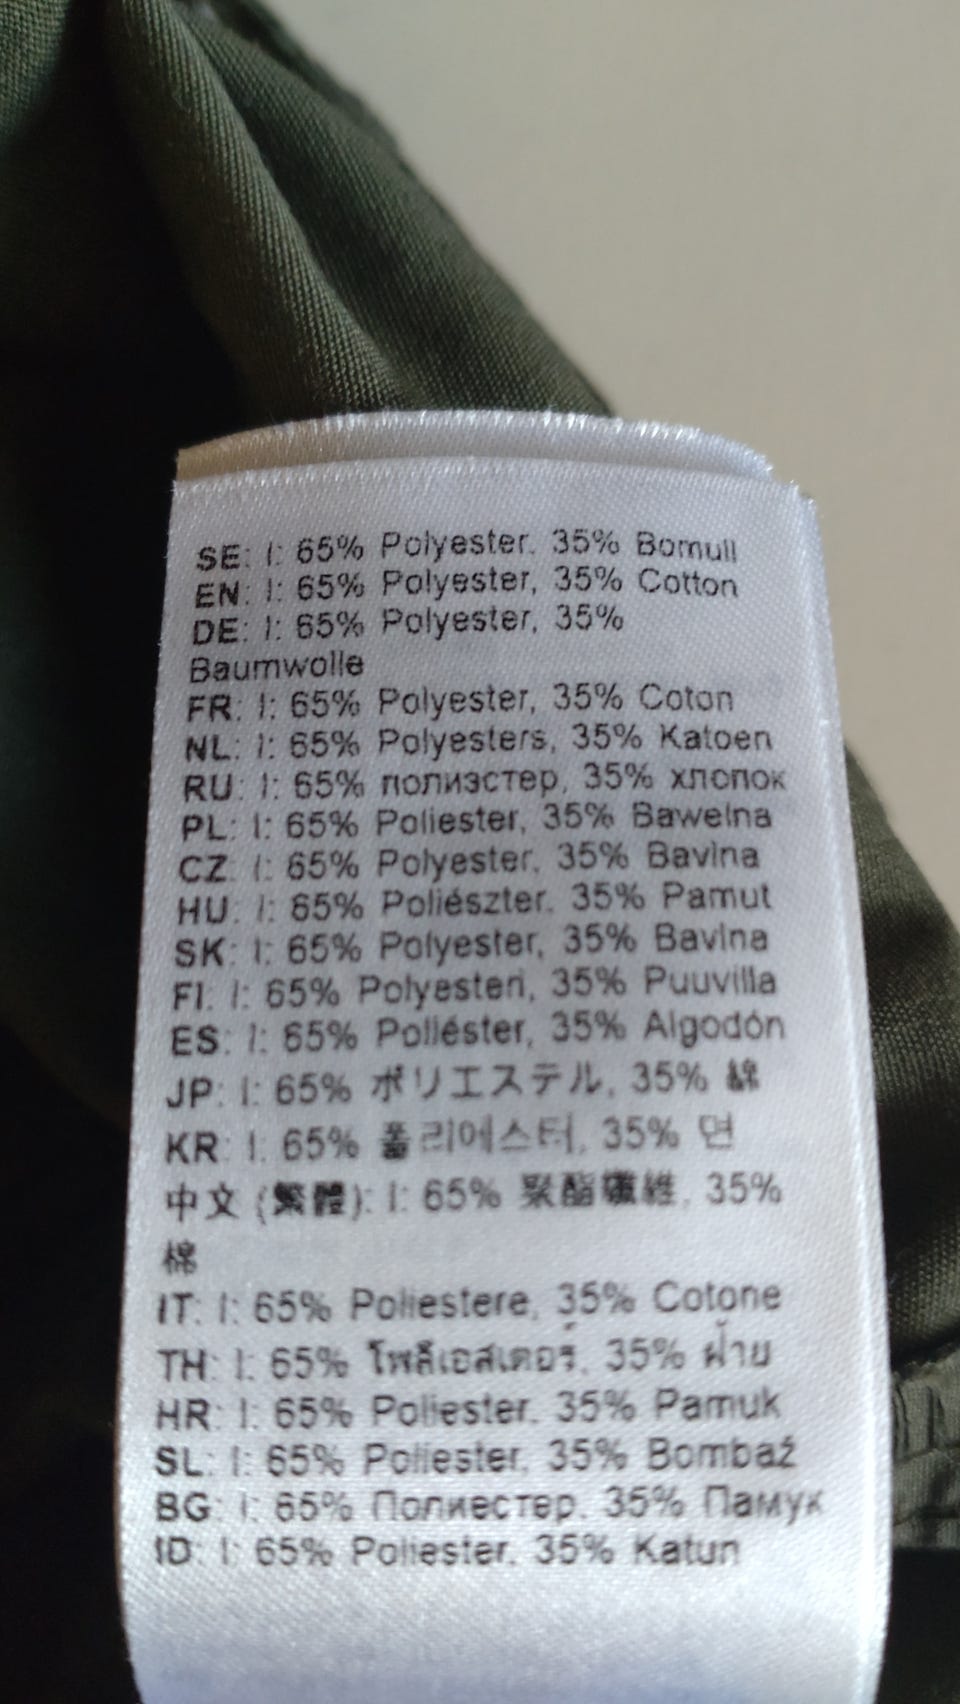 SE: I: 65% Polyester, 35% Bomull
EN: I: 65% Polyester, 35% Cotton
DE: I: 65% Polyester, 35%
Baumwolle
FR: I: 65% Polyester, 35% Coton
NL: I: 65% Polyesters, 35% Katoen
RU: I: 65% полиэстер, 35% хлопок
PL: I: 65% Poliester, 35% Bawełna
CZ: I: 65% Polyester, 35% Bavlna
HU: I: 65% Poliészter, 35% Pamut
SK: I: 65% Polyester, 35% Bavlna
FI: I: 65% Polyesteri, 35% Puuvilla
ES: I: 65% Poliéster, 35% Algodón
JP: I: 65% ポリエステル, 35% 綿
KR: I: 65% 폴리에스터, 35% 면
中文 (繁體): I: 65% 聚酯纖維, 35%
棉
IT: I: 65% Poliestere, 35% Cotone
TH: I: 65% โพลีเอสเตอร์, 35% ฝ้าย
HR: I: 65% Poliester, 35% Pamuk
SL: I: 65% Poliester, 35% Bombaž
BG: I: 65% Полиестер, 35% Памук
ID: I: 65% Poliester, 35% Katun